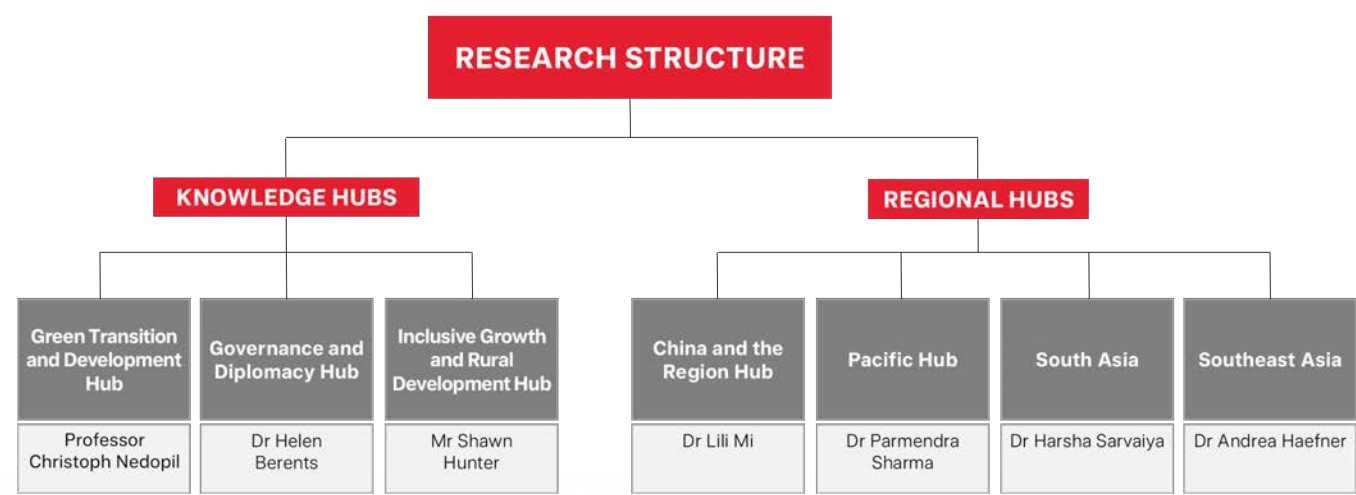 RESEARCH STRUCTURE
KNOWLEDGE HUBS
REGIONAL HUBS
Green Transition
and Development
Hub
Governance and
Diplomacy Hub
Inclusive Growth
and Rural
Development Hub
China and the
Region Hub
Pacific Hub
South Asia
Southeast Asia
Professor
Christoph Nedopil
Dr Helen
Berents
Mr Shawn
Hunter
Dr Lili Mi
Dr Parmendra
Sharma
Dr Harsha Sarvaiya
Dr Andrea Haefner